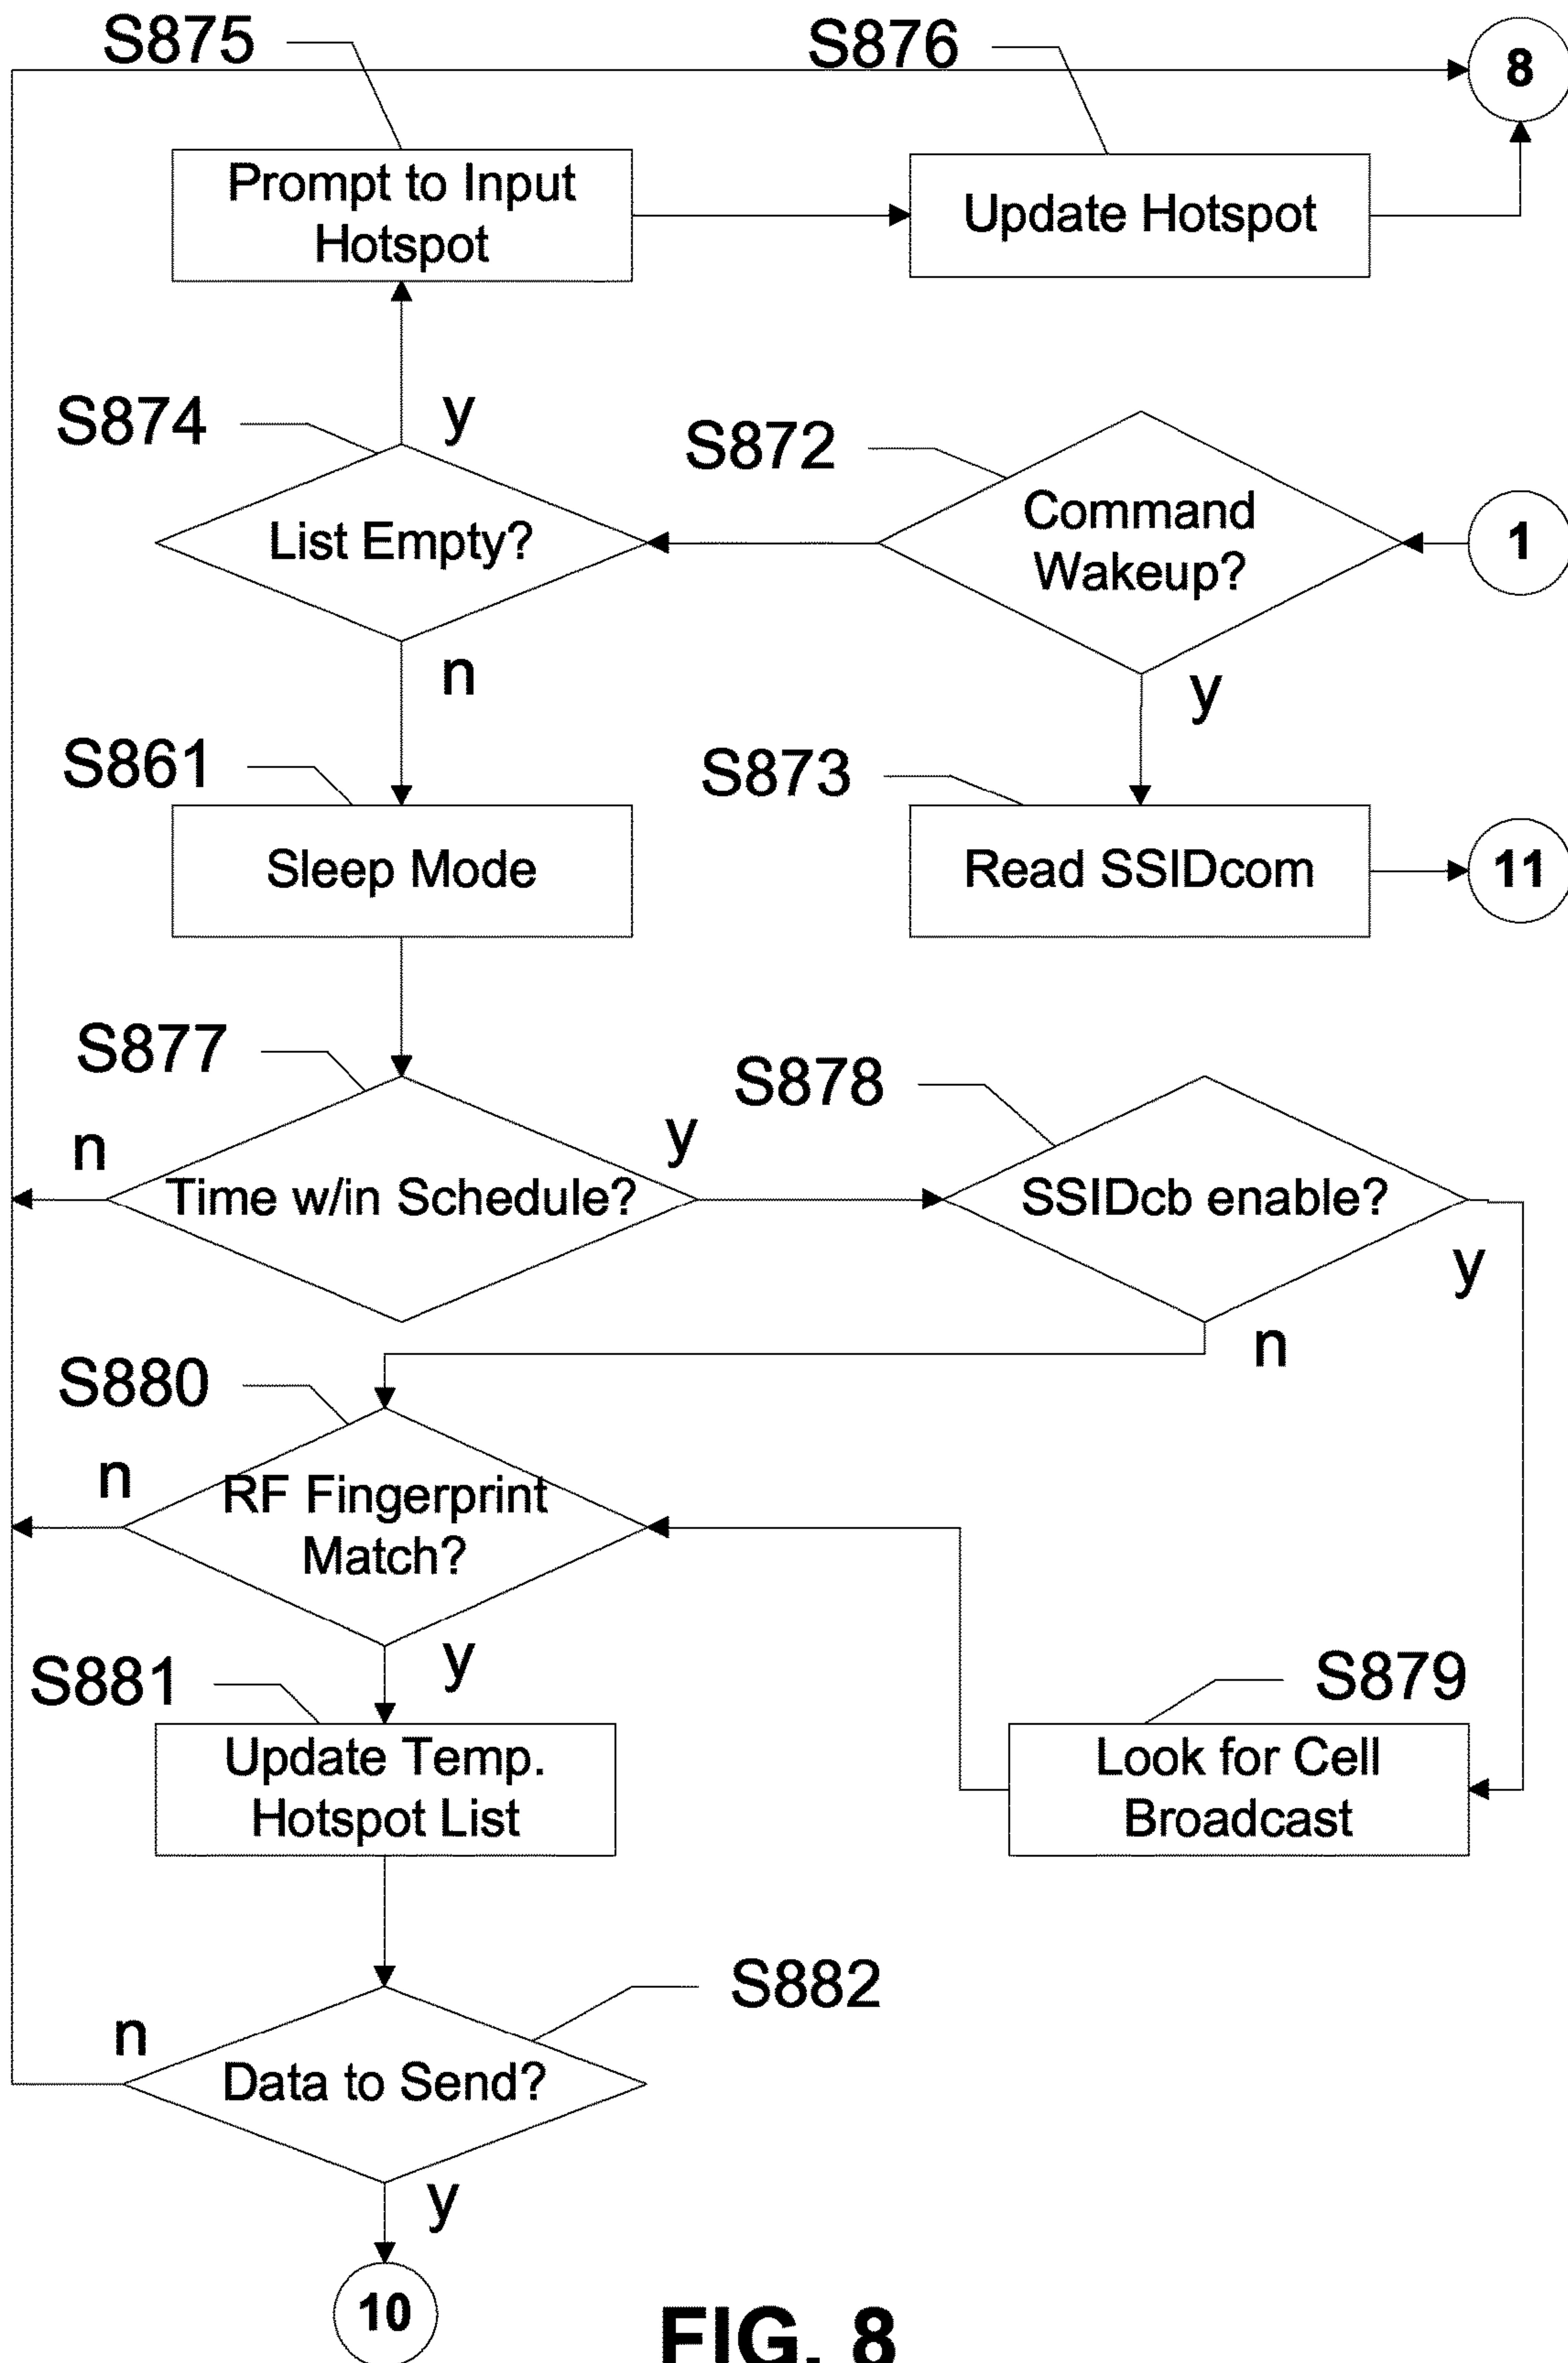 S875
S876
8
Prompt to Input
Hotspot
Update Hotspot
y
S874
S872
List Empty?
Command
Wakeup?
1
n
y
S861
S873
Sleep Mode
Read SSIDcom
11
S877
S878
n
y
Time w/in Schedule?
SSIDcb enable?
y
n
S880
n
RF Fingerprint
Match?
y
S881
S879
Update Temp.
Hotspot List
Look for Cell
Broadcast
S882
n
Data to Send?
y
10
FIG. 8